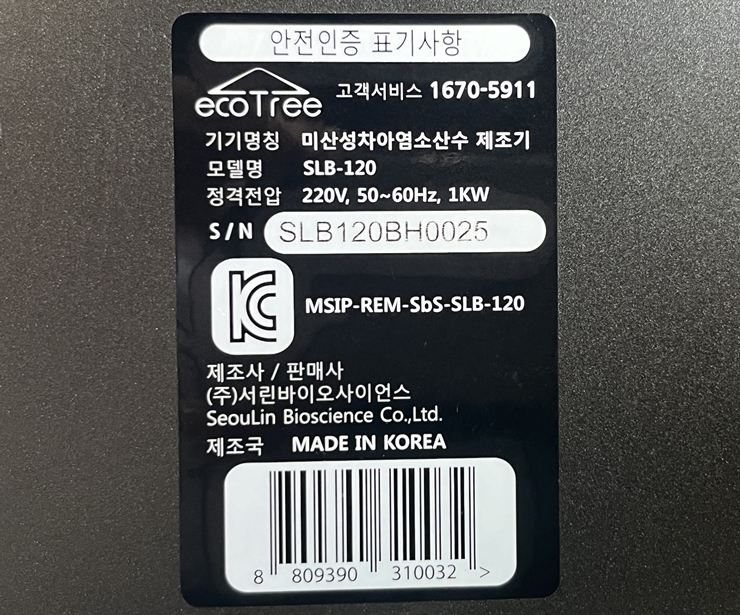 안전인증 표기사항
ecoTree 고객서비스 1670-5911
기기명칭 미산성차아염소산수 제조기
모델명 SLB-120
정격전압 220V, 50~60Hz, 1KW
S/N SLB120BH0025
KC MSIP-REM-SbS-SLB-120
제조사 / 판매사
(주)서린바이오사이언스
SeouLin Bioscience Co.,Ltd.
제조국 MADE IN KOREA
8 809390 310032 >